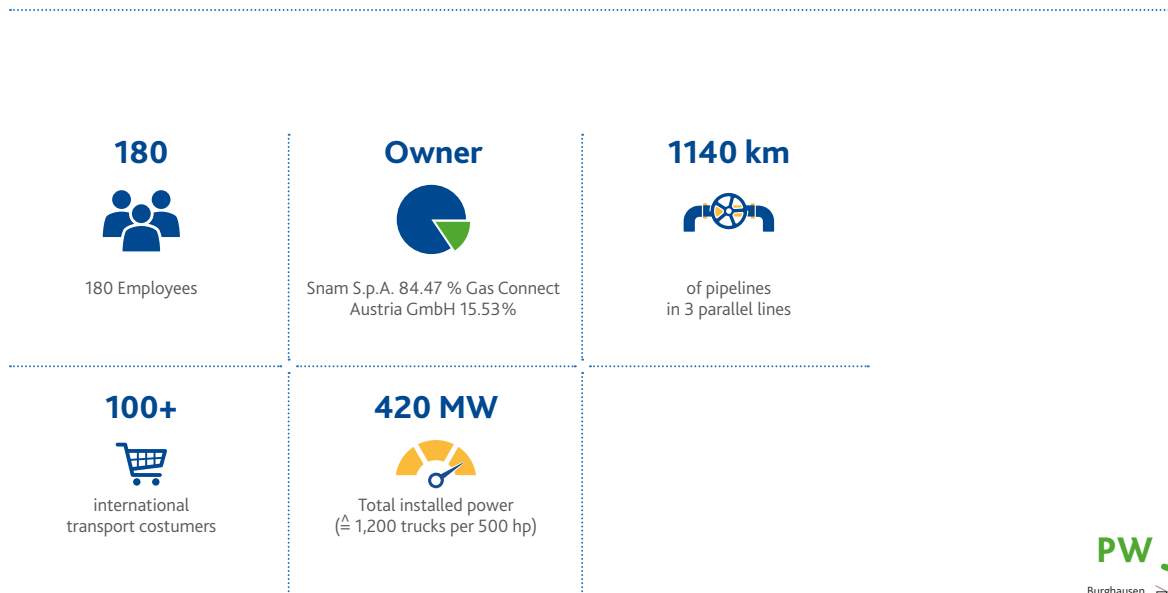 180
180 Employees
Owner
Snam S.p.A. 84.47 % Gas Connect
Austria GmbH 15.53%
1140 km
of pipelines
in 3 parallel lines
100+
international
transport costumers
420 MW
Total installed power
(≙ 1,200 trucks per 500 hp)
PW
Burghausen